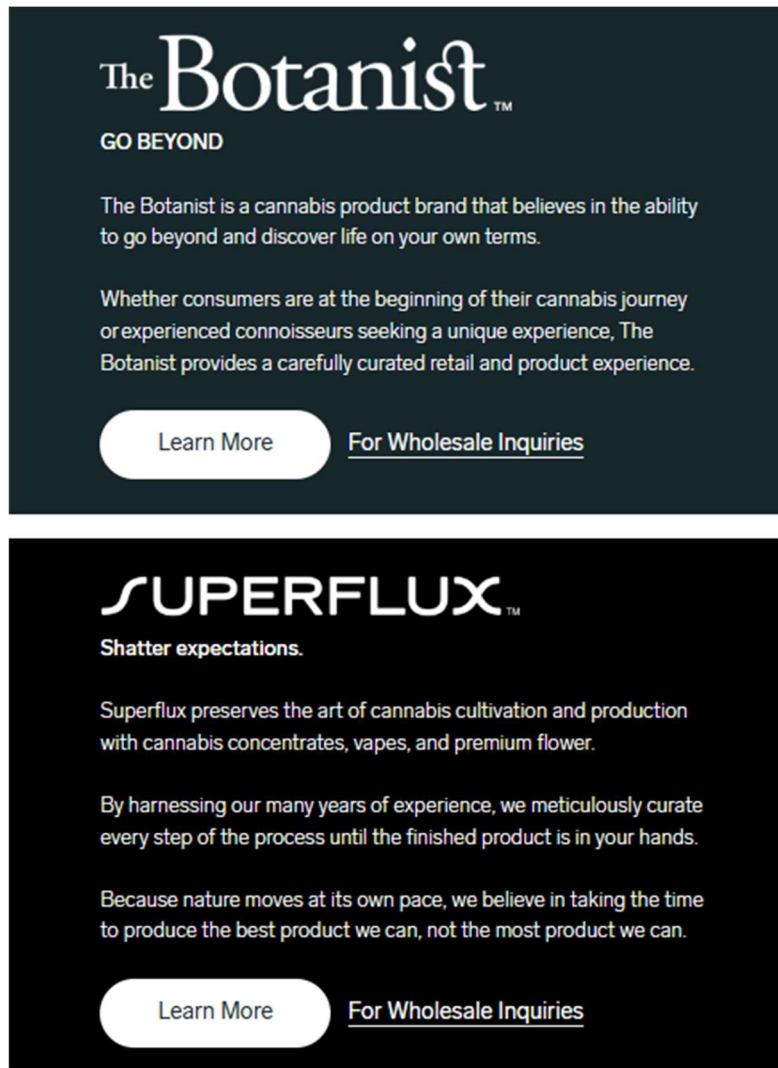 The Botanist™
GO BEYOND
The Botanist is a cannabis product brand that believes in the ability
to go beyond and discover life on your own terms.
Whether consumers are at the beginning of their cannabis journey
orexperienced connoisseurs seeking a unique experience, The
Botanist provides a carefully curated retail and product experience.
Learn More For Wholesale Inquiries
SUPERFLUX™
Shatter expectations.
Superflux preserves the art of cannabis cultivation and production
with cannabis concentrates, vapes, and premium flower.
By harnessing our many years of experience, we meticulously curate
every step of the process until the finished product is in your hands.
Because nature moves at its own pace, we believe in taking the time
to produce the best product we can, not the most product we can.
Learn More For Wholesale Inquiries